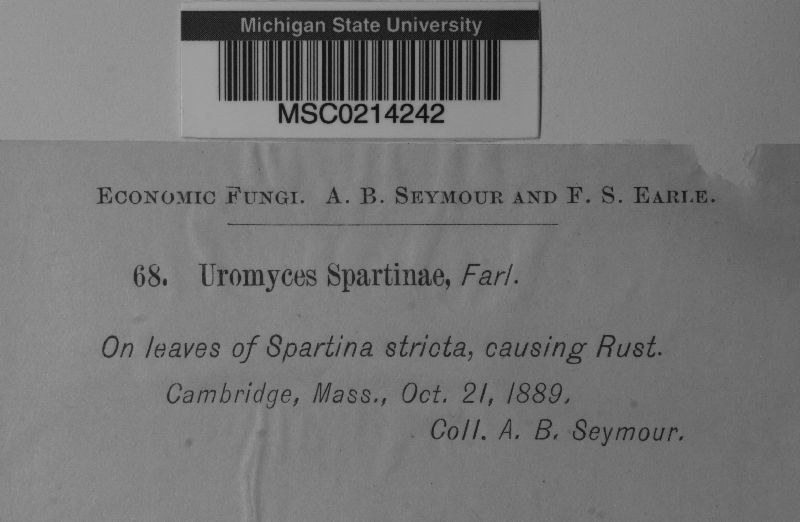 Michigan State University
MSC0214242
ECONOMIC FUNGI. A. B. SEYMOUR AND F. S. EARLE.
68. Uromyces Spartinae, Farl.
On leaves of Spartina stricta, causing Rust.
Cambridge, Mass., Oct. 21, 1889.
Coll. A. B. Seymour.